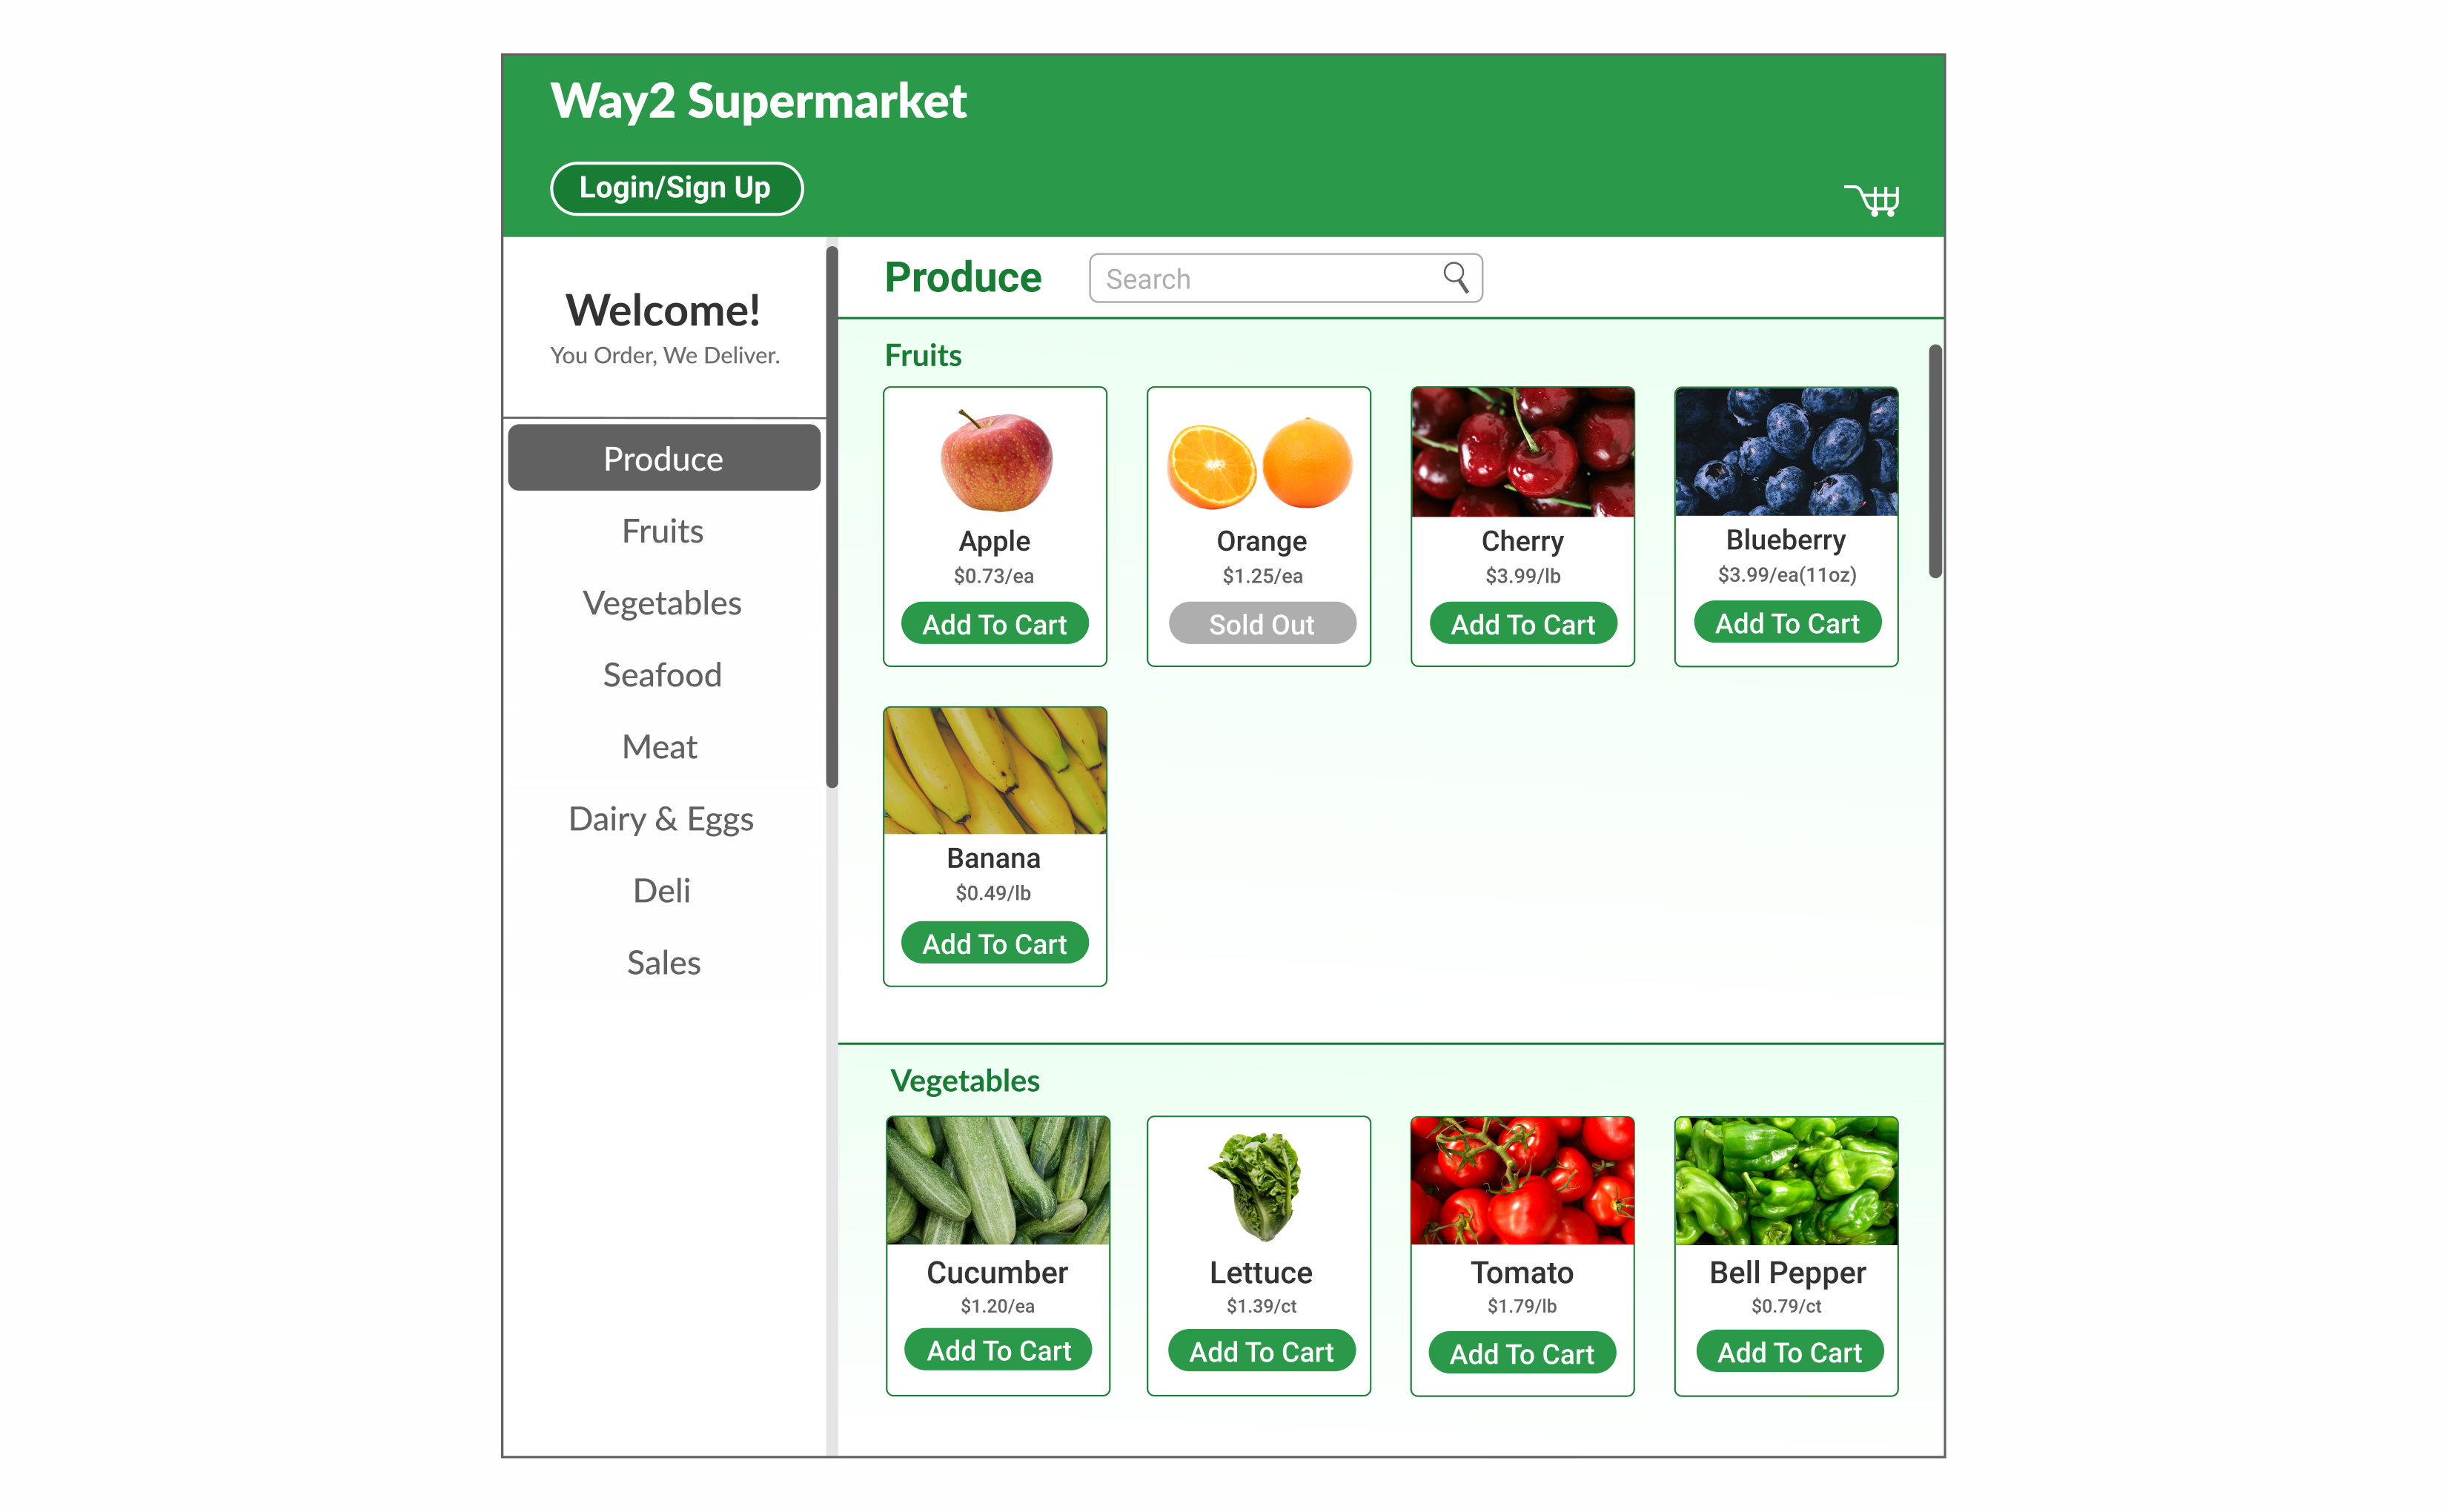 Way2 Supermarket
Login/Sign Up
Welcome!
You Order, We Deliver.
Produce
Fruits
Vegetables
Seafood
Meat
Dairy & Eggs
Deli
Sales
Produce
Search
Fruits
Apple
$0.73/ea
Add To Cart
Orange
$1.25/ea
Sold Out
Cherry
$3.99/lb
Add To Cart
Blueberry
$3.99/ea(11oz)
Add To Cart
Banana
$0.49/lb
Add To Cart
Vegetables
Cucumber
$1.20/ea
Add To Cart
Lettuce
$1.39/ct
Add To Cart
Tomato
$1.79/lb
Add To Cart
Bell Pepper
$0.79/ct
Add To Cart